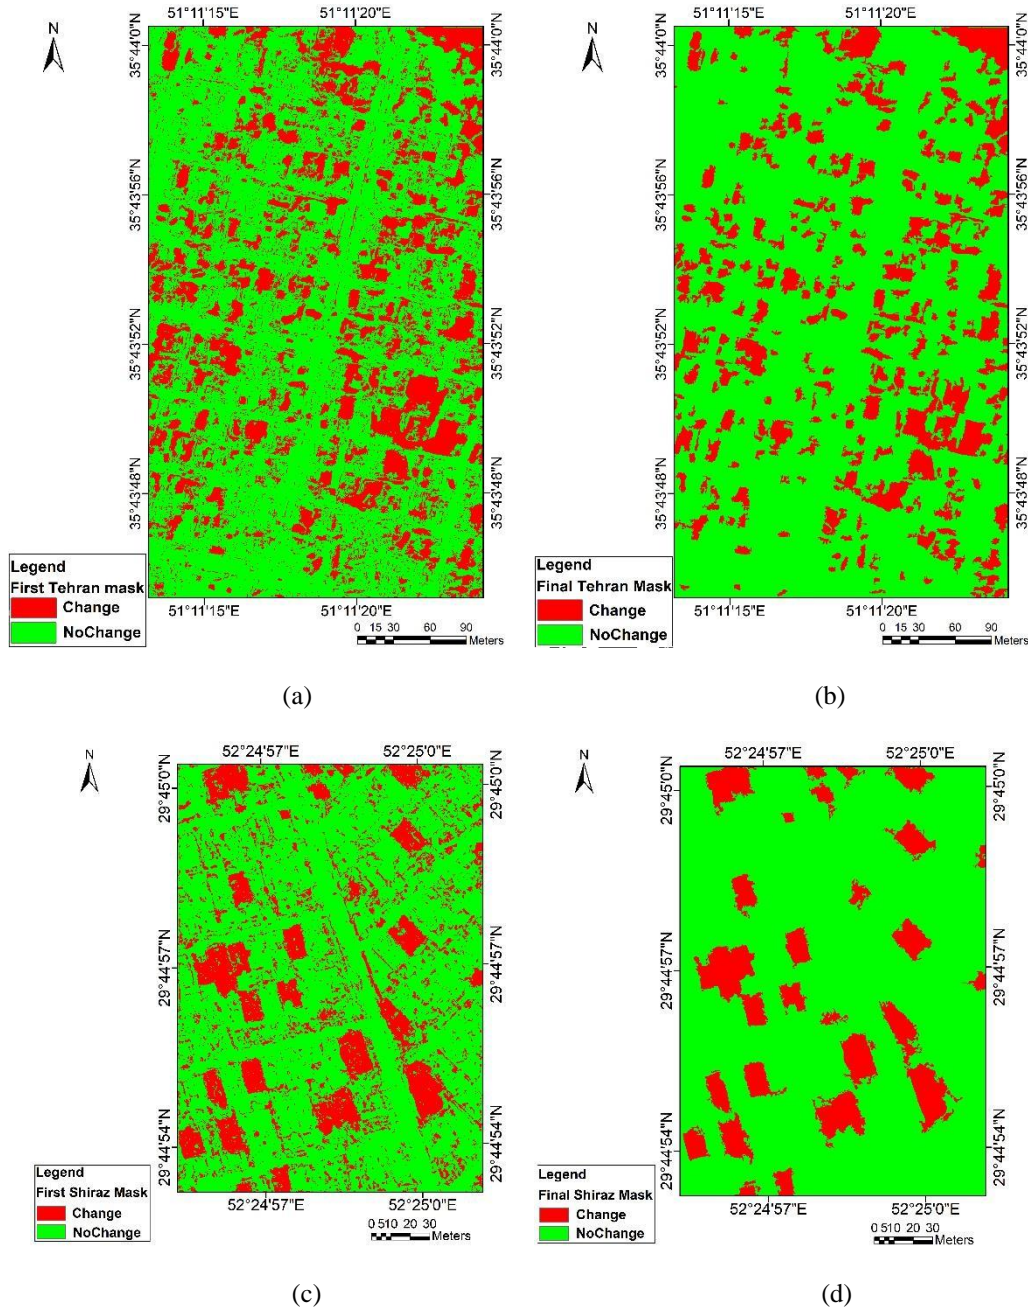 51°11'15"E 51°11'20"E
N
35°44'0"N 35°44'0"N
35°43'56"N 35°43'56"N
35°43'52"N 35°43'52"N
35°43'48"N 35°43'48"N
Legend
First Tehran mask
Change
NoChange
51°11'15"E 51°11'20"E
0 15 30 60 90
Meters
(a)
51°11'15"E 51°11'20"E
N
35°44'0"N 35°44'0"N
35°43'56"N 35°43'56"N
35°43'52"N 35°43'52"N
35°43'48"N 35°43'48"N
Legend
Final Tehran Mask
Change
NoChange
51°11'15"E 51°11'20"E
0 15 30 60 90
Meters
(b)
52°24'57"E 52°25'0"E
N
29°45'0"N 29°45'0"N
29°44'57"N 29°44'57"N
29°44'54"N 29°44'54"N
Legend
First Shiraz Mask
Change
NoChange
52°24'57"E 52°25'0"E
0 510 20 30
Meters
(c)
52°24'57"E 52°25'0"E
N
29°45'0"N 29°45'0"N
29°44'57"N 29°44'57"N
29°44'54"N 29°44'54"N
Legend
Final Shiraz Mask
Change
NoChange
52°24'57"E 52°25'0"E
0 510 20 30
Meters
(d)